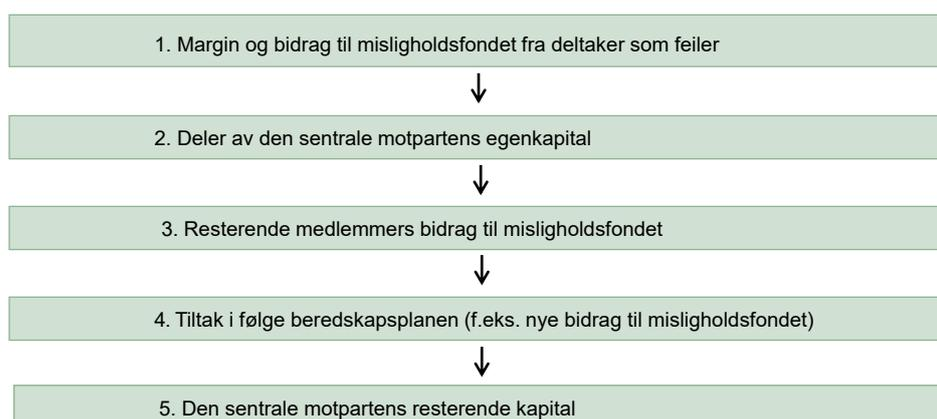 1. Margin og bidrag til misligholdsfondet fra deltaker som feiler
2. Deler av den sentrale motpartens egenkapital
3. Resterende medlemmers bidrag til misligholdsfondet
4. Tiltak i følge beredskapsplanen (f.eks. nye bidrag til misligholdsfondet)
5. Den sentrale motpartens resterende kapital